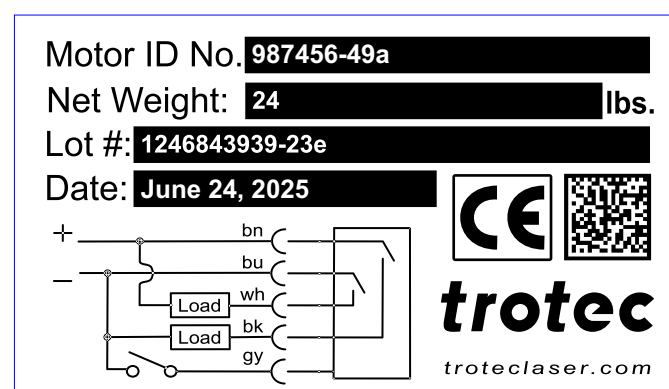 Motor ID No. 987456-49a
Net Weight: 24 lbs.
Lot #: 1246843939-23e
Date: June 24, 2025
CE
+
bn
−
bu
Load wh
Load bk
gy
trotec
troteclaser.com